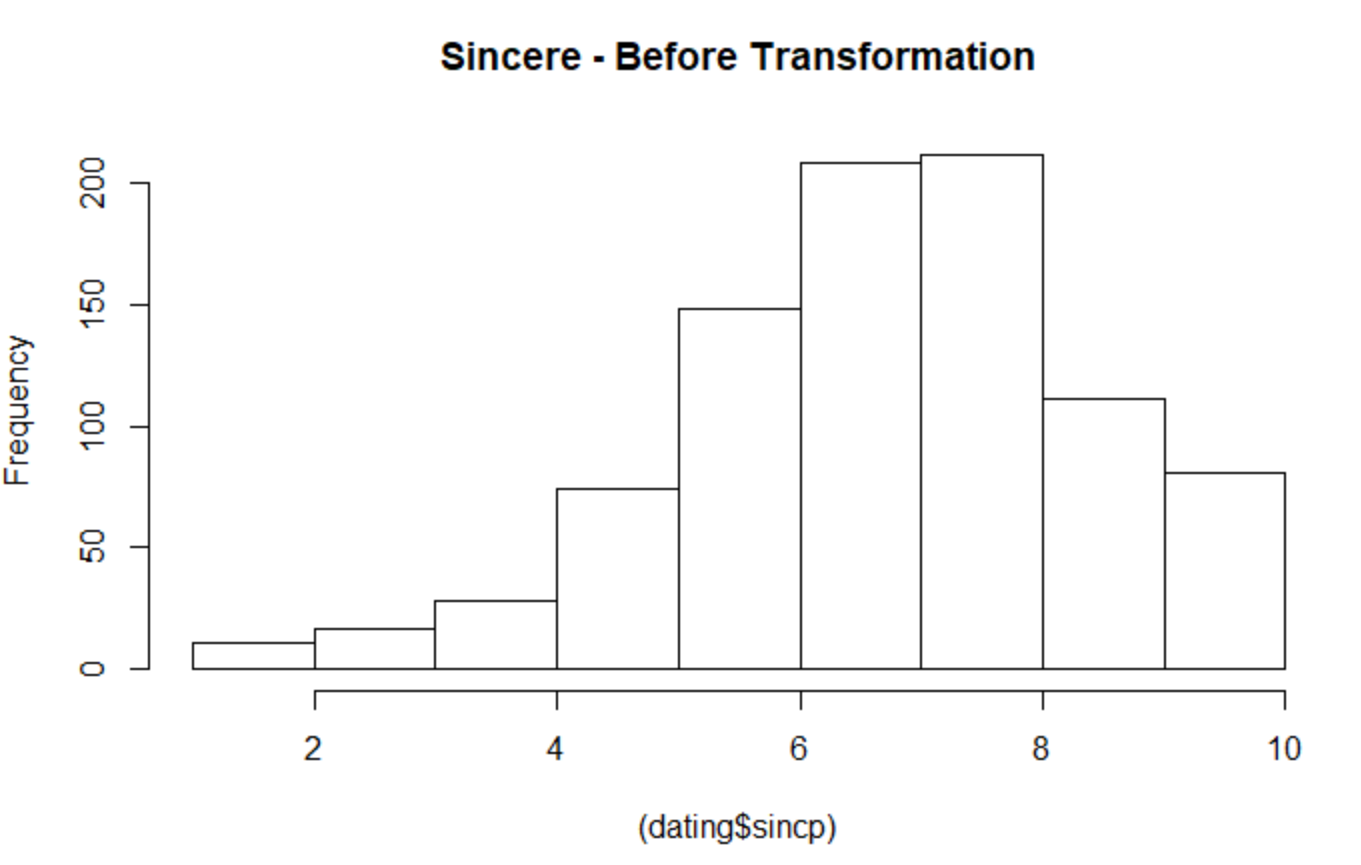 Sincere - Before Transformation
200
150
100
50
0
Frequency
2 4 6 8 10
(dating$sincp)